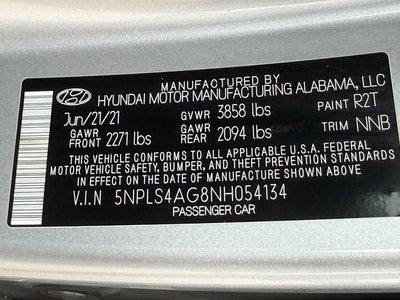 MANUFACTURED BY
HYUNDAI MOTOR MANUFACTURING ALABAMA, LLC
Jun/21/21 GVWR 3858 lbs PAINT R2T
GAWR FRONT 2271 lbs GAWR REAR 2094 lbs TRIM NNB
THIS VEHICLE CONFORMS TO ALL APPLICABLE U.S.A. FEDERAL
MOTOR VEHICLE SAFETY, BUMPER, AND THEFT PREVENTION STANDARDS
IN EFFECT ON THE DATE OF MANUFACTURE SHOWN ABOVE.
V.I.N 5NPLS4AG8NH054134
PASSENGER CAR